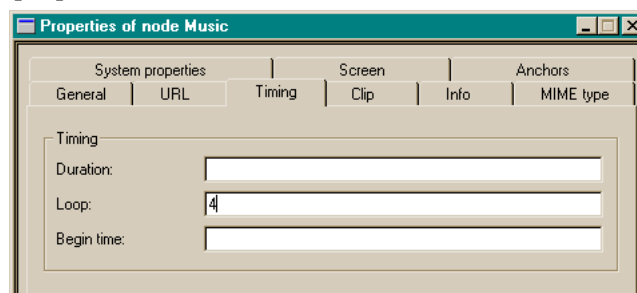 Properties of node Music
System properties Screen Anchors
General URL Timing Clip Info MIME type
Timing
Duration:
Loop: 4
Begin time: